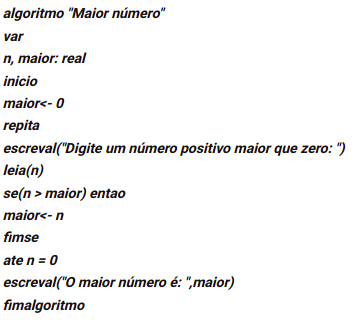 algoritmo "Maior número"
var
n, maior: real
inicio
maior<- 0
repita
escreval("Digite um número positivo maior que zero: ")
leia(n)
se(n > maior) entao
maior<- n
fimse
ate n = 0
escreval("O maior número é: ",maior)
fimalgoritmo